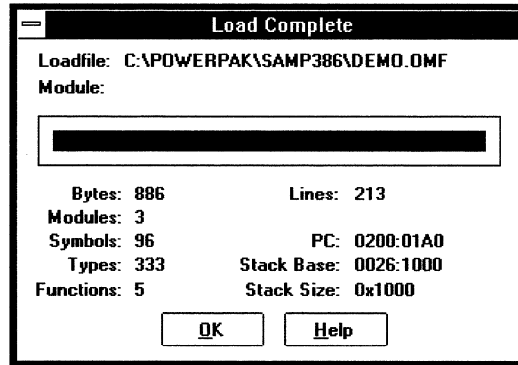 Load Complete
Loadfile: C:\POWERPAK\SAMP386\DEMO.OMF
Module:
Bytes: 886 Lines: 213
Modules: 3
Symbols: 96 PC: 0200:01A0
Types: 333 Stack Base: 0026:1000
Functions: 5 Stack Size: 0x1000
OK Help